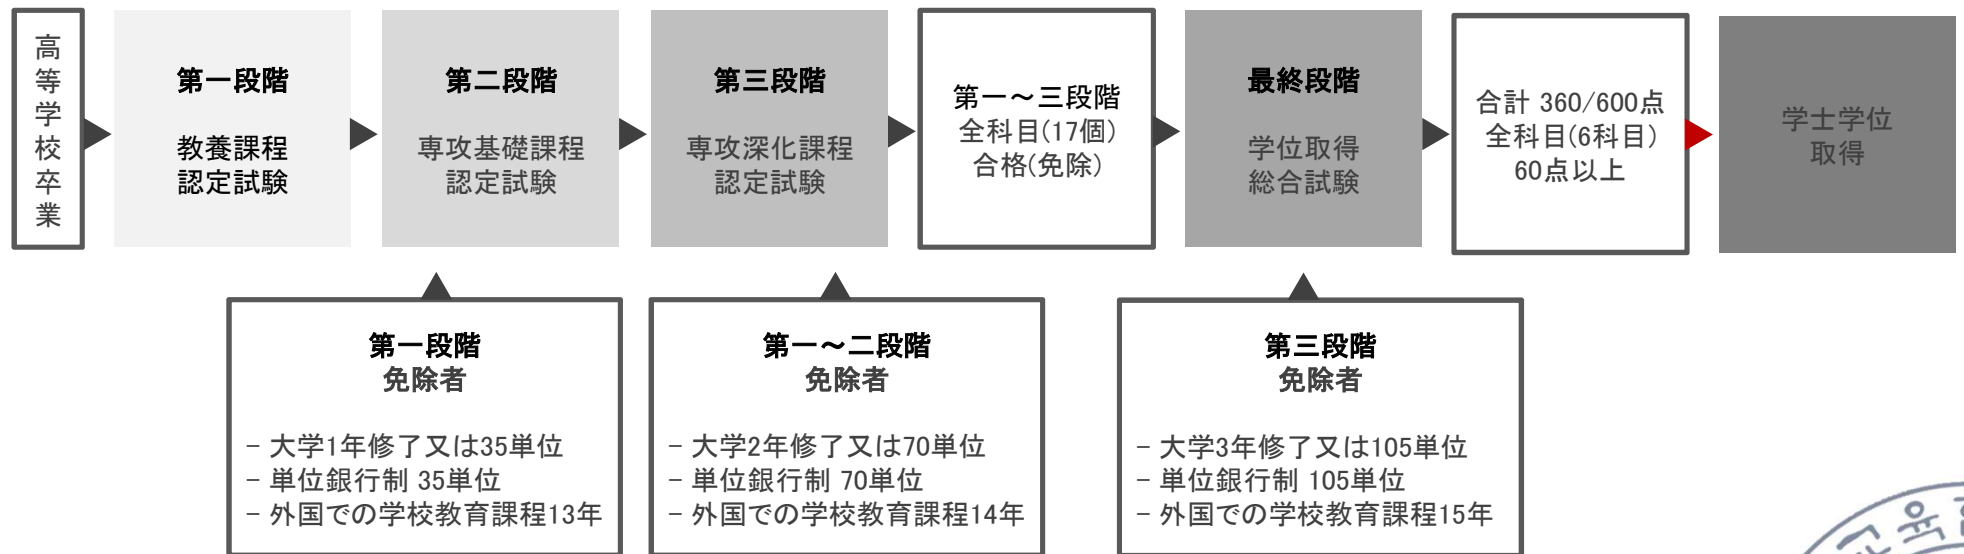 高等学校卒業
第一段階
教養課程
認定試験
第二段階
専攻基礎課程
認定試験
第三段階
専攻深化課程
認定試験
第一～三段階
全科目(17個)
合格(免除)
最終段階
学位取得
総合試験
合計 360/600点
全科目(6科目)
60点以上
学士学位
取得
第一段階
免除者
- 大学1年修了又は35単位
- 単位銀行制 35単位
- 外国での学校教育課程13年
第一～二段階
免除者
- 大学2年修了又は70単位
- 単位銀行制 70単位
- 外国での学校教育課程14年
第三段階
免除者
- 大学3年修了又は105単位
- 単位銀行制 105単位
- 外国での学校教育課程15年